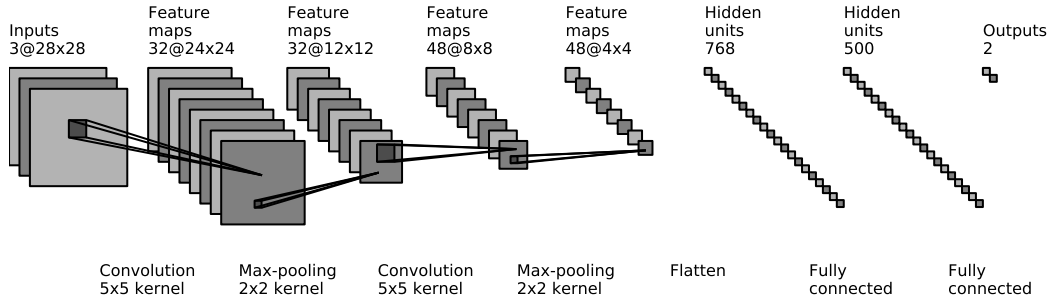 Inputs
3@28x28
Feature
maps
32@24x24
Feature
maps
32@12x12
Feature
maps
48@8x8
Feature
maps
48@4x4
Hidden
units
768
Hidden
units
500
Outputs
2
Convolution
5x5 kernel
Max-pooling
2x2 kernel
Convolution
5x5 kernel
Max-pooling
2x2 kernel
Flatten
Fully
connected
Fully
connected